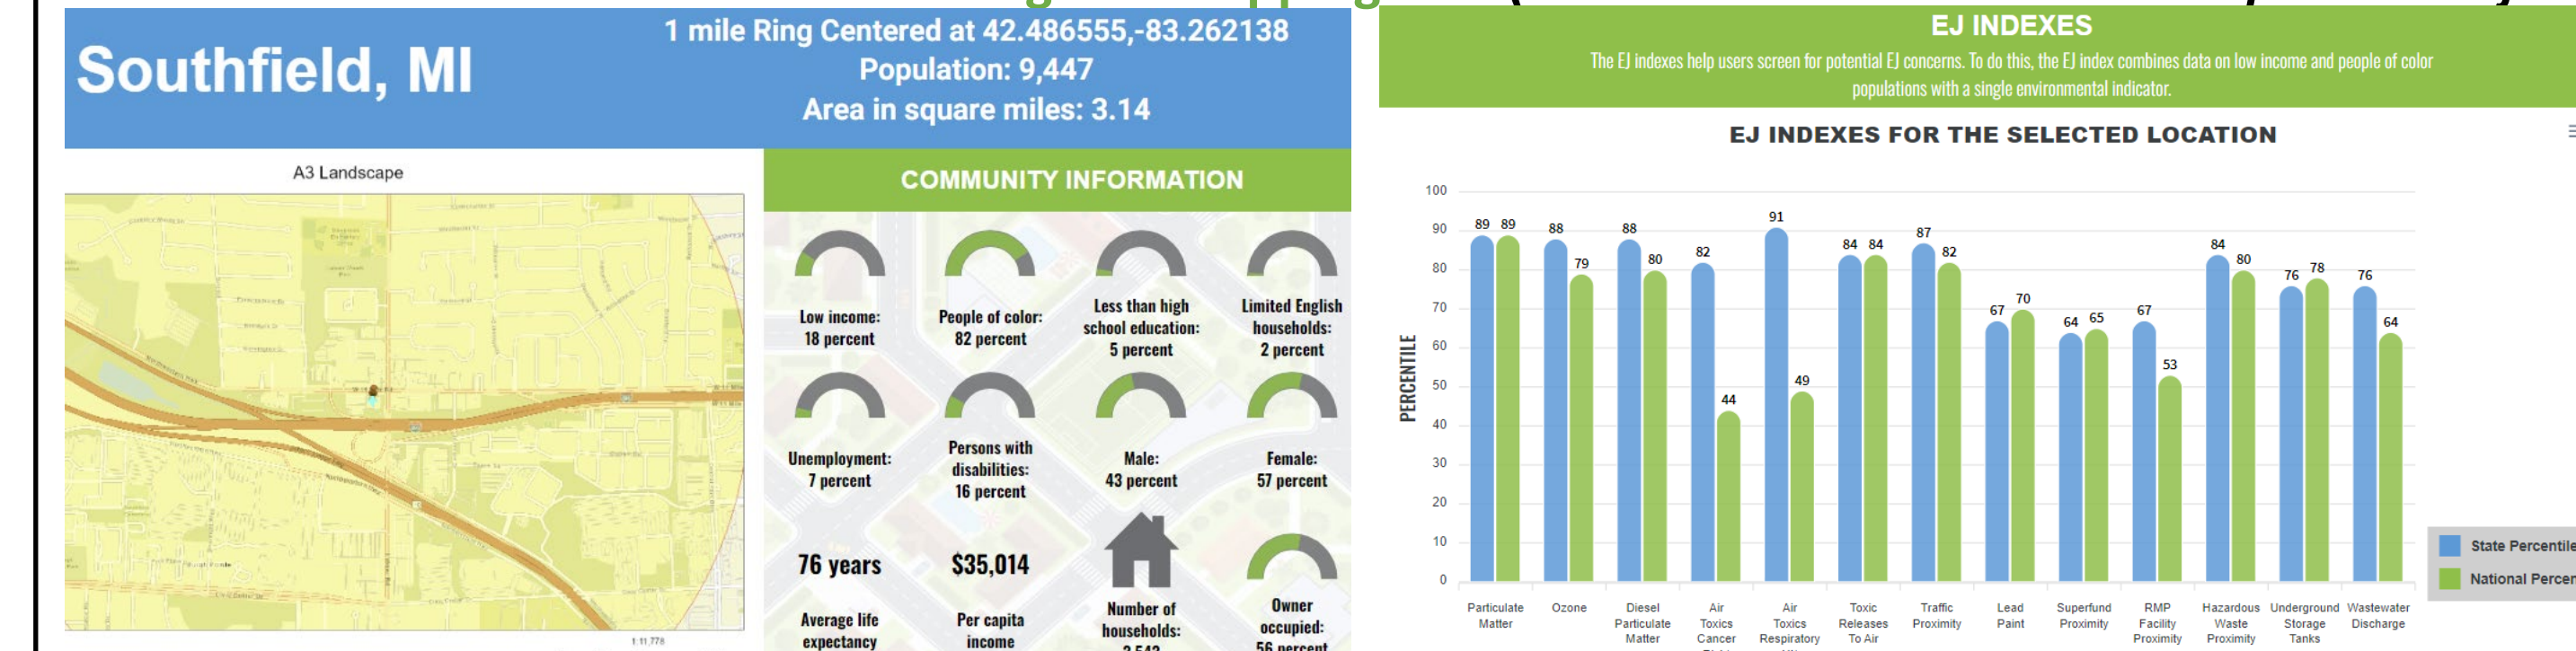 Southfield, MI
1 mile Ring Centered at 42.486555,-83.262138
Population: 9,447
Area in square miles: 3.14
A3 Landscape
1:11,778
COMMUNITY INFORMATION
Low income:
18 percent
People of color:
82 percent
Less than high
school education:
5 percent
Limited English
households:
2 percent
Unemployment:
7 percent
Persons with
disabilities:
16 percent
Male:
43 percent
Female:
57 percent
76 years
Average life
expectancy
$35,014
Per capita
income
Number of
households:
Owner
occupied:
56 percent
EJ INDEXES
The EJ indexes help users screen for potential EJ concerns. To do this, the EJ index combines data on low income and people of color
populations with a single environmental indicator.
EJ INDEXES FOR THE SELECTED LOCATION
PERCENTILE
100
90
80
70
60
50
40
30
20
10
0
89 89
88 79
88 80
82 44
91 49
84 84
87 82
67 70
64 65
67 53
84 80
76 78
76 64
Particulate
Matter
Ozone
Diesel
Particulate
Matter
Air
Toxics
Cancer
Air
Toxics
Respiratory
Toxic
Releases
To Air
Traffic
Proximity
Lead
Paint
Superfund
Proximity
RMP
Facility
Proximity
Hazardous
Waste
Proximity
Underground
Storage
Tanks
Wastewater
Discharge
State Percentile
National Percen